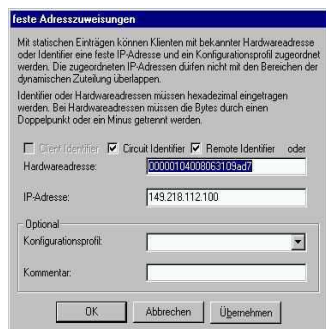 feste Adresszuweisungen
Mit statischen Einträgen können Klienten mit bekannter Hardwareadresse
oder Identifier eine feste IP-Adresse und ein Konfigurationsprofil zugeordnet
werden. Die zugeordneten IP-Adressen dürfen nicht mit den Bereichen der
dynamischen Zuteilung überlappen.
Identifier oder Hardwareadressen müssen hexadezimal eingetragen
werden. Bei Hardwareadressen müssen die Bytes durch einen
Doppelpunkt oder ein Minus getrennt werden.
Client Identifier Circuit Identifier Remote Identifier oder
Hardwareadresse: 00000104008063109ad7
IP-Adresse: 149.218.112.100
Optional
Konfigurationsprofil:
Kommentar:
OK Abbrechen Übernehmen